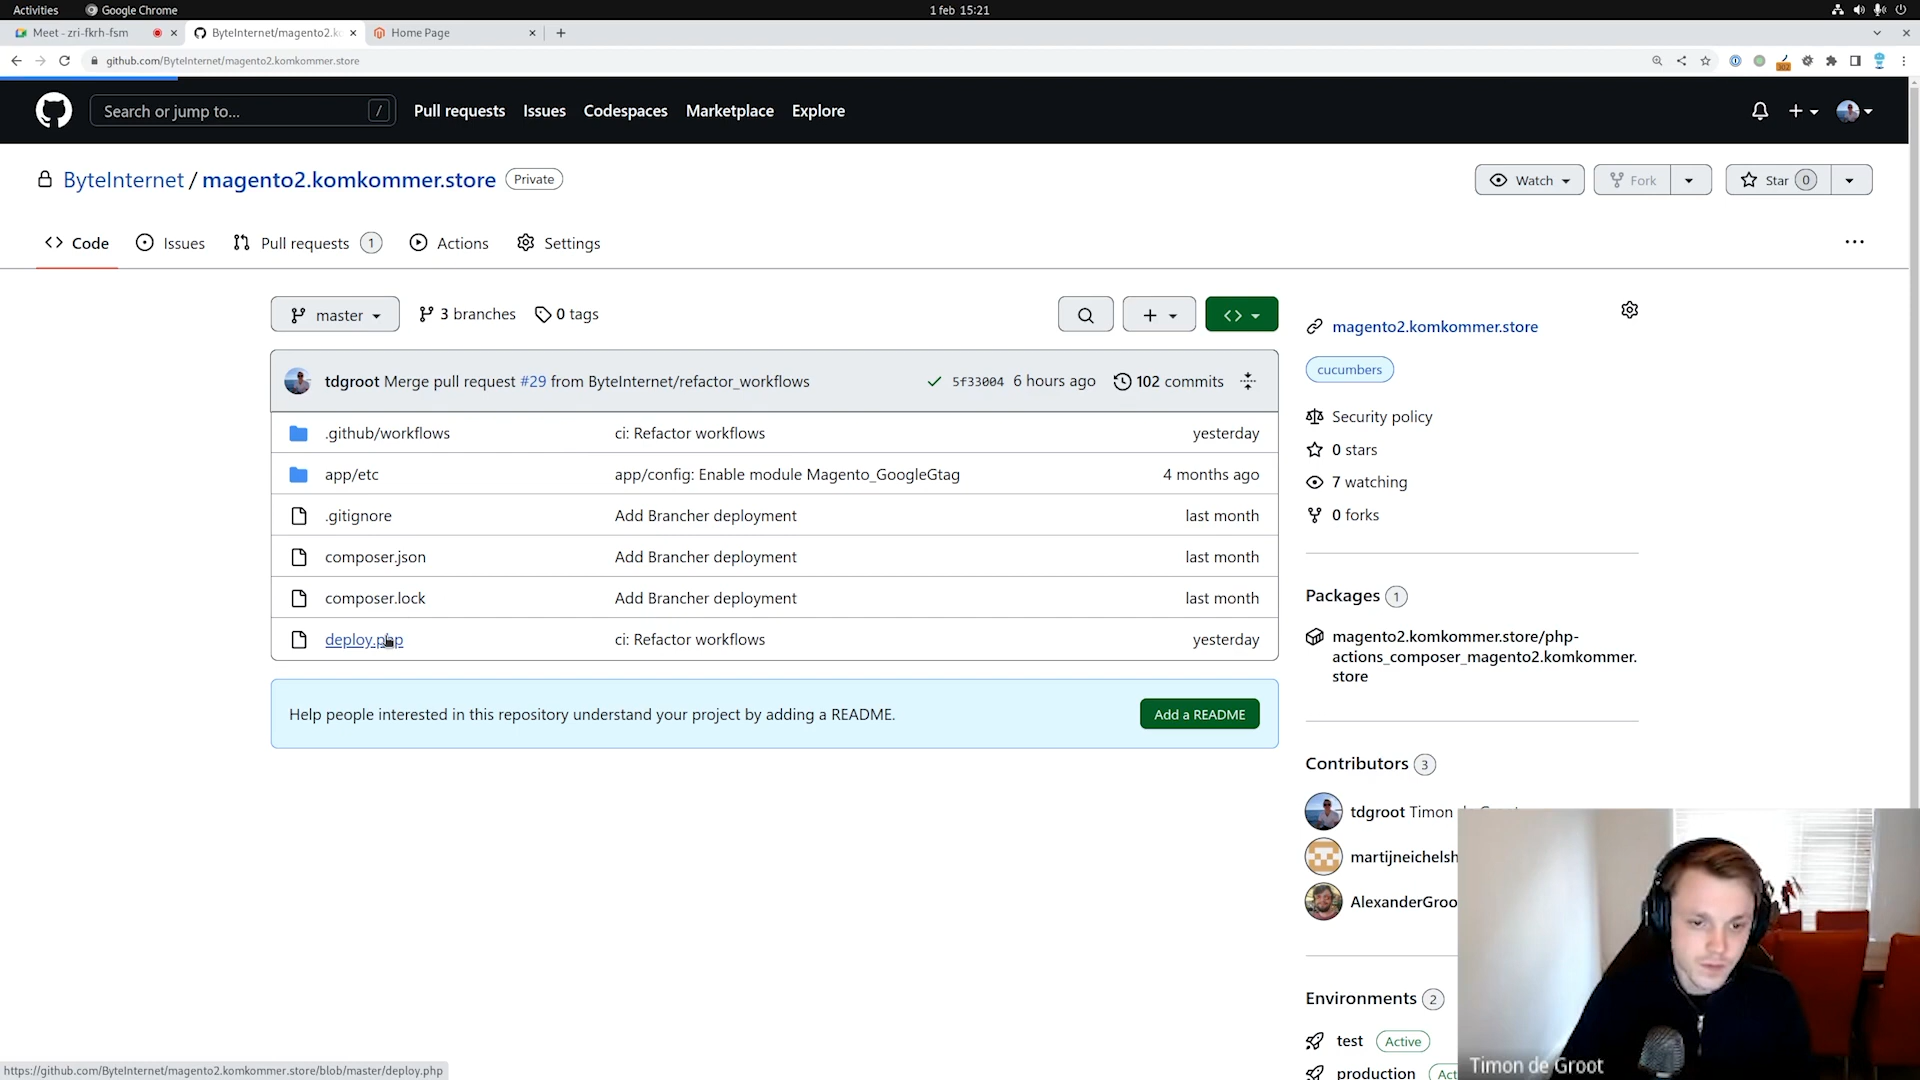 Activities
Google Chrome
1 feb 15:21
Meet - zri-fkrh-fsm
ByteInternet/magento2.k
Home Page
github.com/ByteInternet/magento2.komkommer.store
Search or jump to...
/
Pull requests
Issues
Codespaces
Marketplace
Explore
ByteInternet / magento2.komkommer.store
Private
Watch
Fork
Star 0
Code
Issues
Pull requests 1
Actions
Settings
master
3 branches
0 tags
magento2.komkommer.store
cucumbers
tdgroot Merge pull request #29 from ByteInternet/refactor_workflows
5f33004 6 hours ago
102 commits
.github/workflows
ci: Refactor workflows
yesterday
app/etc
app/config: Enable module Magento_GoogleGtag
4 months ago
.gitignore
Add Brancher deployment
last month
composer.json
Add Brancher deployment
last month
composer.lock
Add Brancher deployment
last month
deploy.php
ci: Refactor workflows
yesterday
Help people interested in this repository understand your project by adding a README.
Add a README
Security policy
0 stars
7 watching
0 forks
Packages 1
magento2.komkommer.store/php-
actions_composer_magento2.komkommer.
store
Contributors 3
tdgroot Timon
martijneichelsh
AlexanderGroo
Environments 2
test Active
production Act
Timon de Groot
https://github.com/ByteInternet/magento2.komkommer.store/blob/master/deploy.php